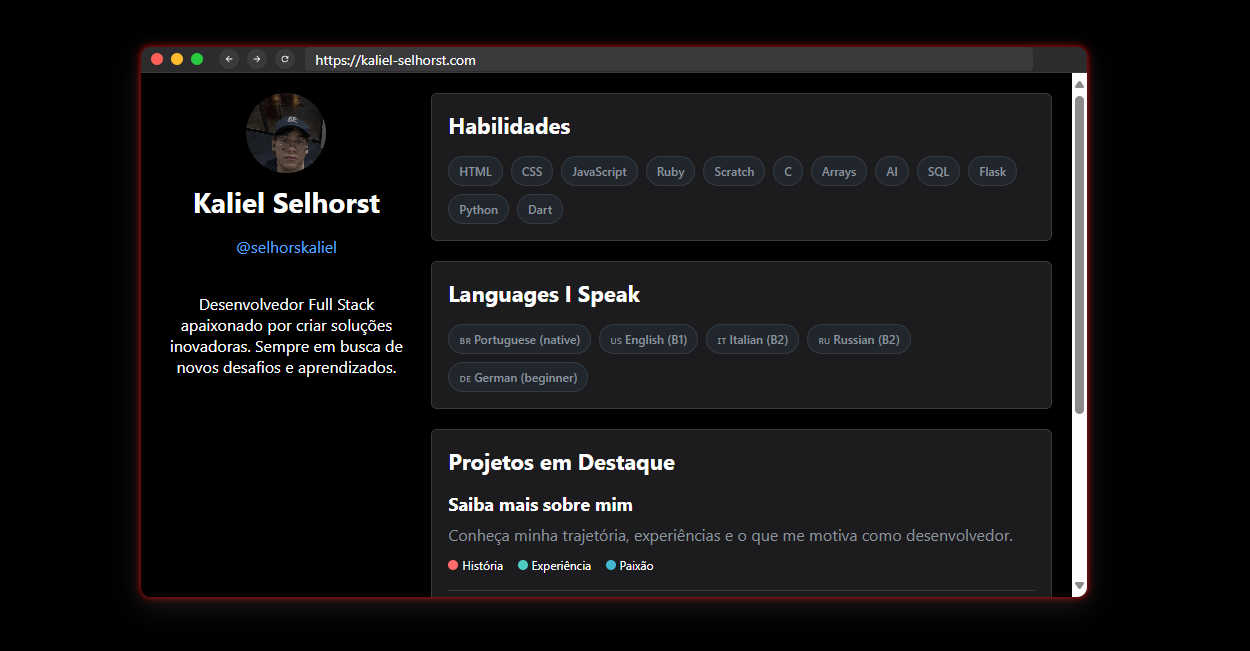 https://kaliel-selhorst.com
Kaliel Selhorst
@selhorskaliel
Desenvolvedor Full Stack
apaixonado por criar soluções
inovadoras. Sempre em busca de
novos desafios e aprendizados.
Habilidades
HTML CSS JavaScript Ruby Scratch C Arrays AI SQL Flask
Python Dart
Languages I Speak
BR Portuguese (native) US English (B1) IT Italian (B2) RU Russian (B2)
DE German (beginner)
Projetos em Destaque
Saiba mais sobre mim
Conheça minha trajetória, experiências e o que me motiva como desenvolvedor.
História Experiência Paixão